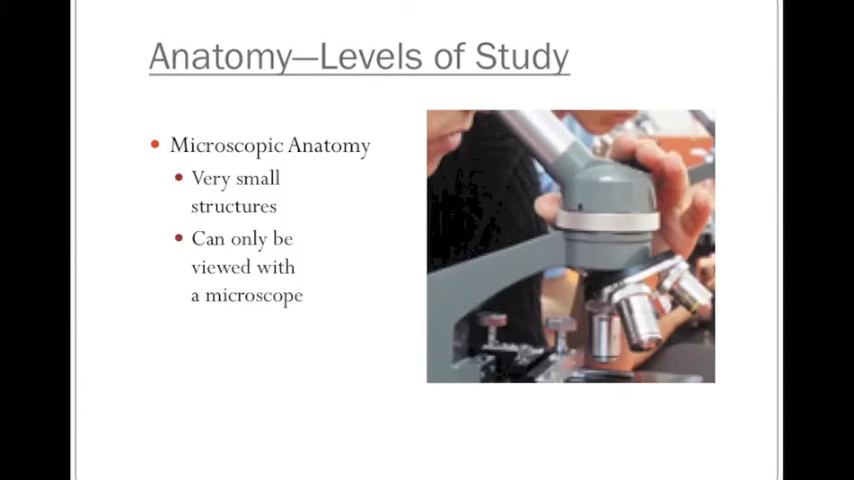 Anatomy—Levels of Study
• Microscopic Anatomy
• Very small
structures
• Can only be
viewed with
a microscope